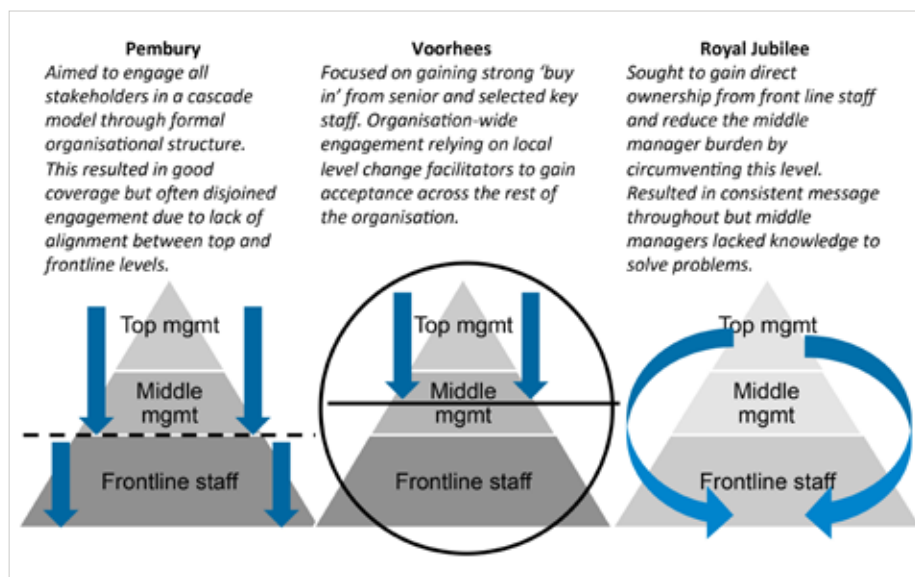 Pembury
Aimed to engage all
stakeholders in a cascade
model through formal
organisational structure.
This resulted in good
coverage but often disjoined
engagement due to lack of
alignment between top and
frontline levels.
Voorhees
Focused on gaining strong ‘buy
in’ from senior and selected key
staff. Organisation-wide
engagement relying on local
level change facilitators to gain
acceptance across the rest of
the organisation.
Royal Jubilee
Sought to gain direct
ownership from front line staff
and reduce the middle
manager burden by
circumventing this level.
Resulted in consistent message
throughout but middle
managers lacked knowledge to
solve problems.
Top mgmt
Middle
mgmt
Frontline staff
Top mgmt
Middle
mgmt
Frontline staff
Top mgmt
Middle
mgmt
Frontline staff